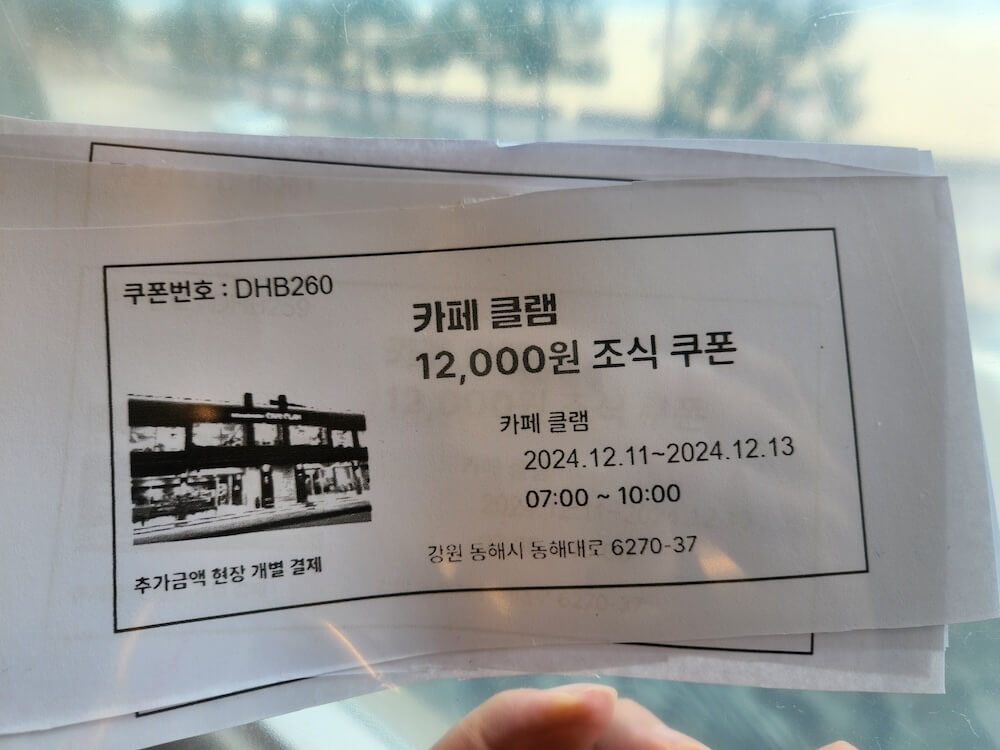 쿠폰번호 : DHB260
카페 클램
12,000원 조식 쿠폰
카페 클램
2024.12.11~2024.12.13
07:00 ~ 10:00
강원 동해시 동해대로 6270-37
추가금액 현장 개별 결제